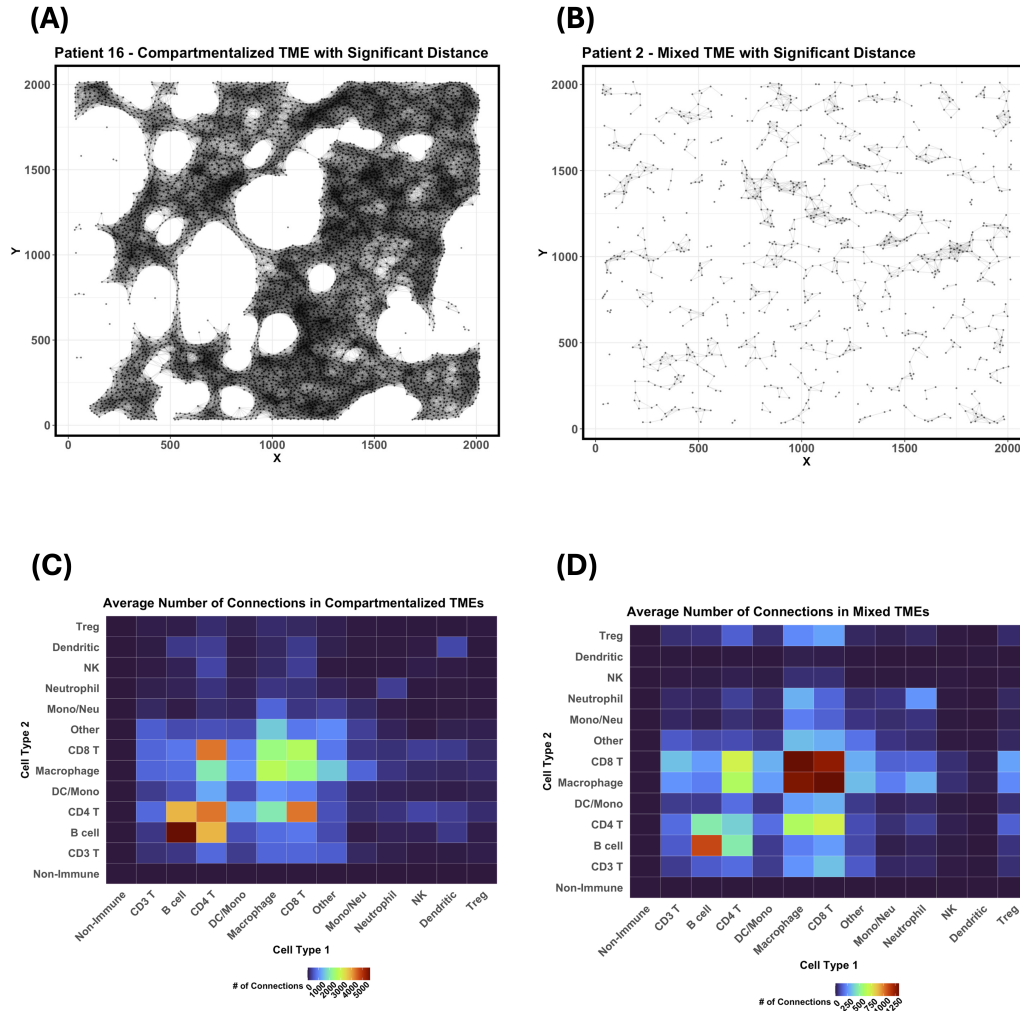 (A)
(B)
Patient 16 - Compartmentalized TME with Significant Distance
Patient 2 - Mixed TME with Significant Distance
Y
2000
1500
1000
500
0
0 500 1000 1500 2000
X
Y
2000
1500
1000
500
0
0 500 1000 1500 2000
X
(C)
(D)
Average Number of Connections in Compartmentalized TMEs
Cell Type 2
Treg
Dendritic
NK
Neutrophil
Mono/Neu
Other
CD8 T
Macrophage
DC/Mono
CD4 T
B cell
CD3 T
Non-Immune
Non-Immune
CD3 T
B cell
CD4 T
DC/Mono
Macrophage
CD8 T
Other
Mono/Neu
Neutrophil
NK
Dendritic
Treg
Cell Type 1
# of Connections
0
1000
2000
3000
4000
5000
Average Number of Connections in Mixed TMEs
Cell Type 2
Treg
Dendritic
NK
Neutrophil
Mono/Neu
Other
CD8 T
Macrophage
DC/Mono
CD4 T
B cell
CD3 T
Non-Immune
Non-Immune
CD3 T
B cell
CD4 T
DC/Mono
Macrophage
CD8 T
Other
Mono/Neu
Neutrophil
NK
Dendritic
Treg
Cell Type 1
# of Connections
0
250
500
750
1000
1250